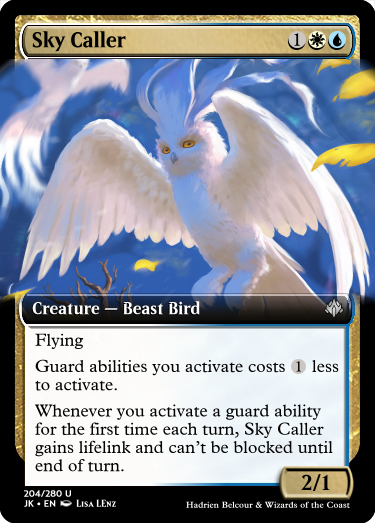 Sky Caller 1
Creature — Beast Bird
Flying
Guard abilities you activate costs 1 less
to activate.
Whenever you activate a guard ability
for the first time each turn, Sky Caller
gains lifelink and can't be blocked until
end of turn.
2/1
204/280 U
JK • EN Lisa LEnz
Hadrien Belcour & Wizards of the Coast